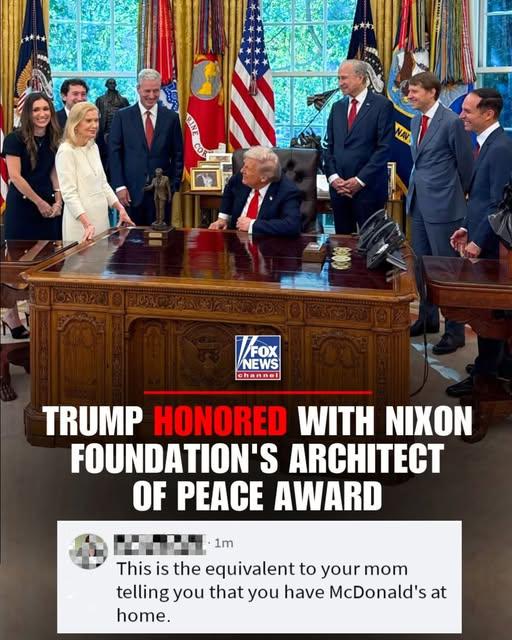 NAVY
FOX
NEWS
channel
TRUMP HONORED WITH NIXON
FOUNDATION'S ARCHITECT
OF PEACE AWARD
· 1m
This is the equivalent to your mom
telling you that you have McDonald's at
home.